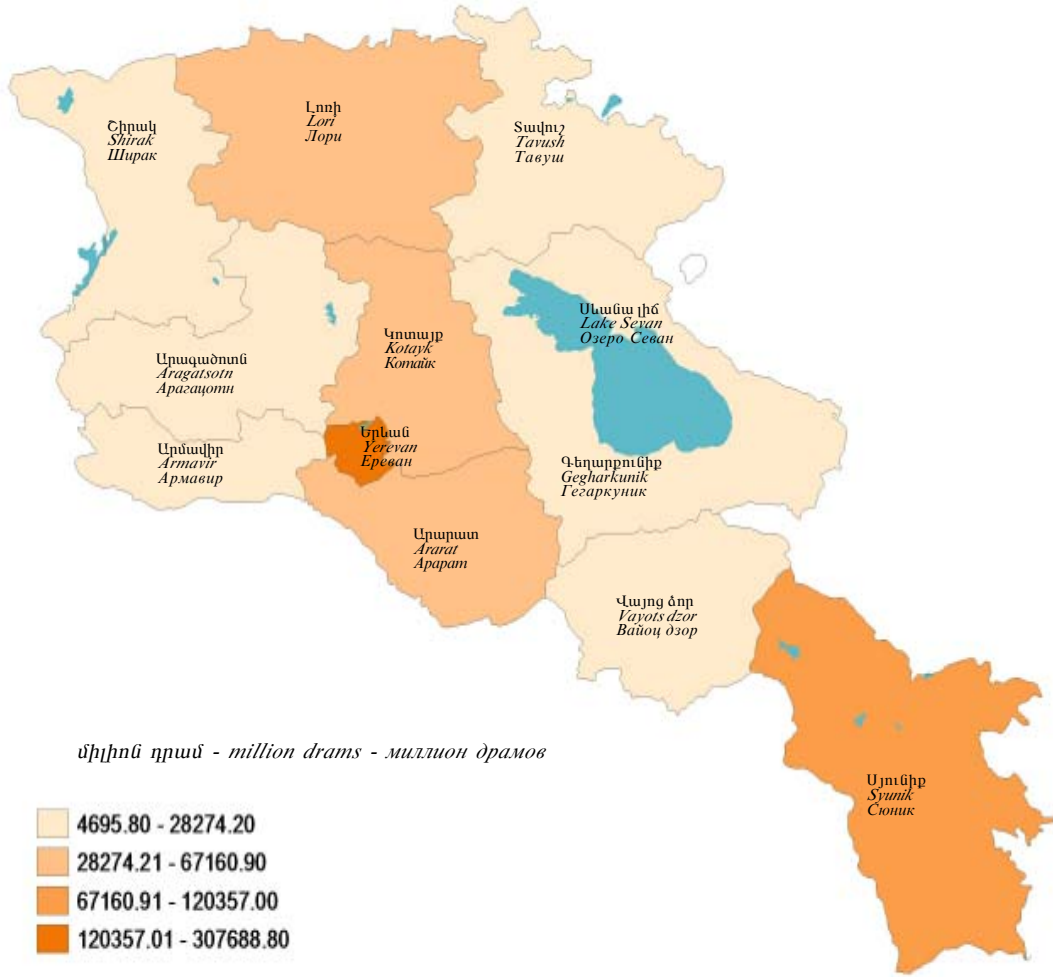 Շիրակ
Shirak
Ширак
Լոռի
Lori
Лори
Տավուշ
Tavush
Тавуш
Սևանա լիճ
Lake Sevan
Озеро Севан
Կոտայք
Kotayk
Котайк
Արագածոտն
Aragatsotn
Арагацотн
Երևան
Yerevan
Ереван
Արմավիր
Armavir
Армавир
Գեղարքունիք
Gegharkunik
Гегаркуник
Արարատ
Ararat
Арарат
Վայոց ձոր
Vayots dzor
Вайоц дзор
Սյունիք
Syunik
Сюник
միլիոն դրամ - million drams - миллион драмов
4695.80 - 28274.20
28274.21 - 67160.90
67160.91 - 120357.00
120357.01 - 307688.80